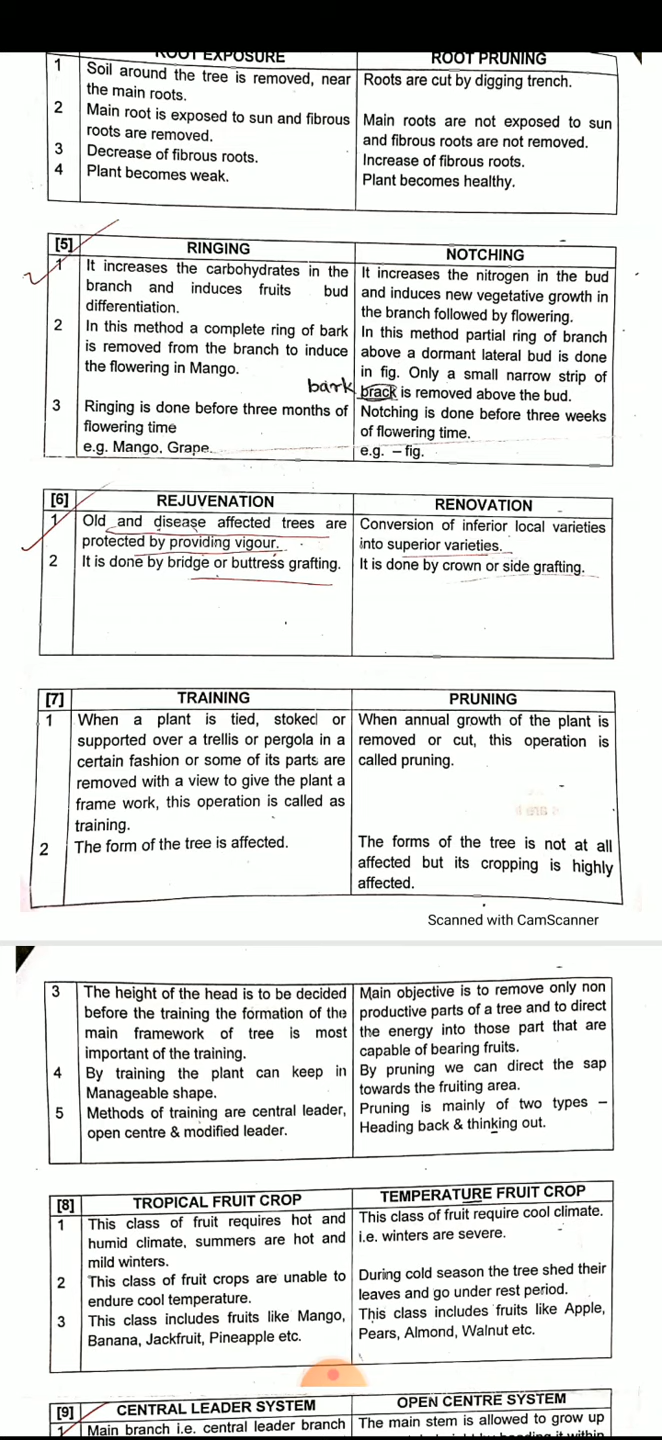 ROOT EXPOSURE
ROOT PRUNING
1
Soil around the tree is removed, near
the main roots.
Roots are cut by digging trench.
2
Main root is exposed to sun and fibrous
roots are removed.
Main roots are not exposed to sun
and fibrous roots are not removed.
3
Decrease of fibrous roots.
Increase of fibrous roots.
4
Plant becomes weak.
Plant becomes healthy.
[5]
RINGING
NOTCHING
1
It increases the carbohydrates in the
branch and induces fruits bud
differentiation.
It increases the nitrogen in the bud
and induces new vegetative growth in
the branch followed by flowering.
2
In this method a complete ring of bark
is removed from the branch to induce
the flowering in Mango.
In this method partial ring of branch
above a dormant lateral bud is done
in fig. Only a small narrow strip of
bark
brack is removed above the bud.
3
Ringing is done before three months of
flowering time
e.g. Mango. Grape.
Notching is done before three weeks
of flowering time.
e.g. – fig.
[6]
REJUVENATION
RENOVATION
1
Old and disease affected trees are
protected by providing vigour.
Conversion of inferior local varieties
into superior varieties.
2
It is done by bridge or buttress grafting.
It is done by crown or side grafting.
[7]
TRAINING
PRUNING
1
When a plant is tied, stoked or
supported over a trellis or pergola in a
certain fashion or some of its parts are
removed with a view to give the plant a
frame work, this operation is called as
training.
When annual growth of the plant is
removed or cut, this operation is
called pruning.
2
The form of the tree is affected.
The forms of the tree is not at all
affected but its cropping is highly
affected.
Scanned with CamScanner
3
The height of the head is to be decided
before the training the formation of the
main framework of tree is most
important of the training.
Main objective is to remove only non
productive parts of a tree and to direct
the energy into those part that are
capable of bearing fruits.
4
By training the plant can keep in
Manageable shape.
By pruning we can direct the sap
towards the fruiting area.
5
Methods of training are central leader,
open centre & modified leader.
Pruning is mainly of two types –
Heading back & thinking out.
[8]
TROPICAL FRUIT CROP
TEMPERATURE FRUIT CROP
1
This class of fruit requires hot and
humid climate, summers are hot and
mild winters.
This class of fruit require cool climate.
i.e. winters are severe.
2
This class of fruit crops are unable to
endure cool temperature.
During cold season the tree shed their
leaves and go under rest period.
3
This class includes fruits like Mango,
Banana, Jackfruit, Pineapple etc.
This class includes fruits like Apple,
Pears, Almond, Walnut etc.
[9]
CENTRAL LEADER SYSTEM
OPEN CENTRE SYSTEM
1
Main branch i.e. central leader branch
The main stem is allowed to grow up